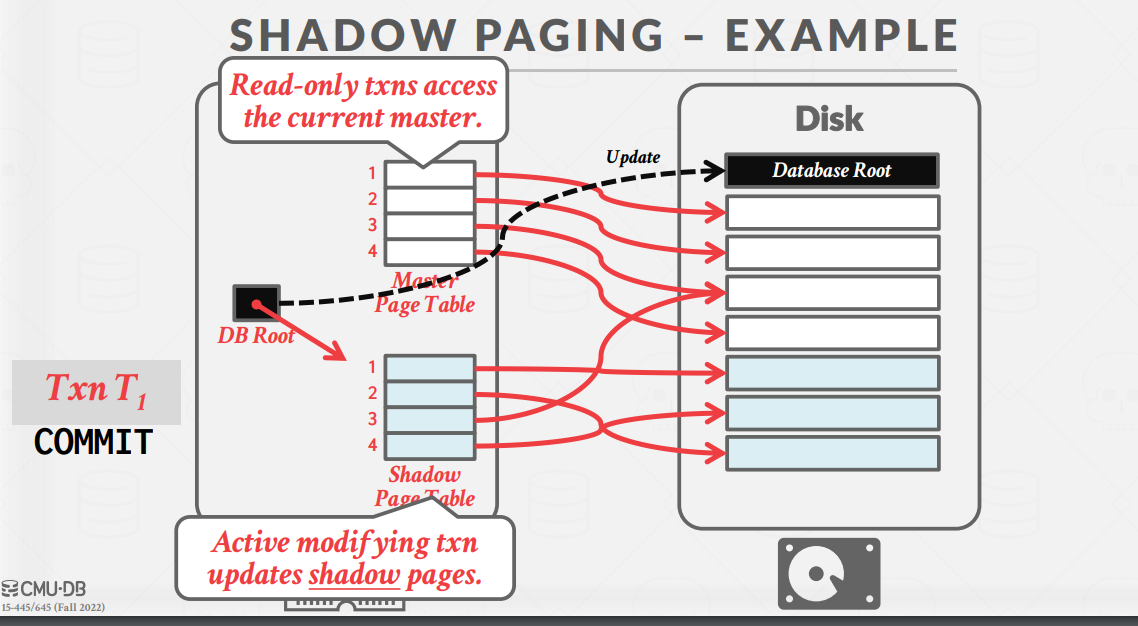 SHADOW PAGING – EXAMPLE
Read-only txns access
the current master.
Disk
Update
Database Root
1
2
3
4
Master
Page Table
DB Root
Txn T1
COMMIT
1
2
3
4
Shadow
Page Table
Active modifying txn
updates shadow pages.
CMU·DB
15-445/645 (Fall 2022)